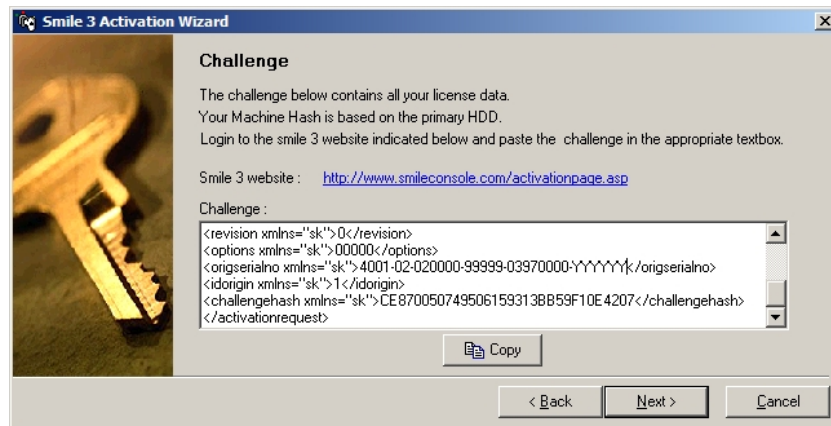 Smile 3 Activation Wizard
Challenge
The challenge below contains all your license data.
Your Machine Hash is based on the primary HDD.
Login to the smile 3 website indicated below and paste the challenge in the appropriate textbox.
Smile 3 website : http://www.smileconsole.com/activationpage.asp
Challenge :
<revision xmlns="sk">0</revision>
<options xmlns="sk">00000</options>
<origserialno xmlns="sk">4001-02-020000-99999-03970000-YYYYYY</origserialno>
<idorigin xmlns="sk">1</idorigin>
<challengehash xmlns="sk">CE870050749506159313BB59F10E4207</challengehash>
</activationrequest>
Copy
< Back Next > Cancel